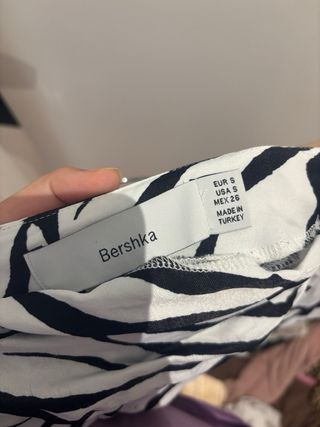 Bershka
EUR S
USA S
MEX 26
MADE IN
TURKEY